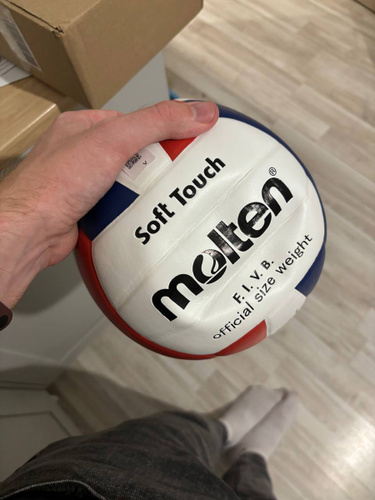 Soft Touch
molten®
F.I.V.B.
official size weight